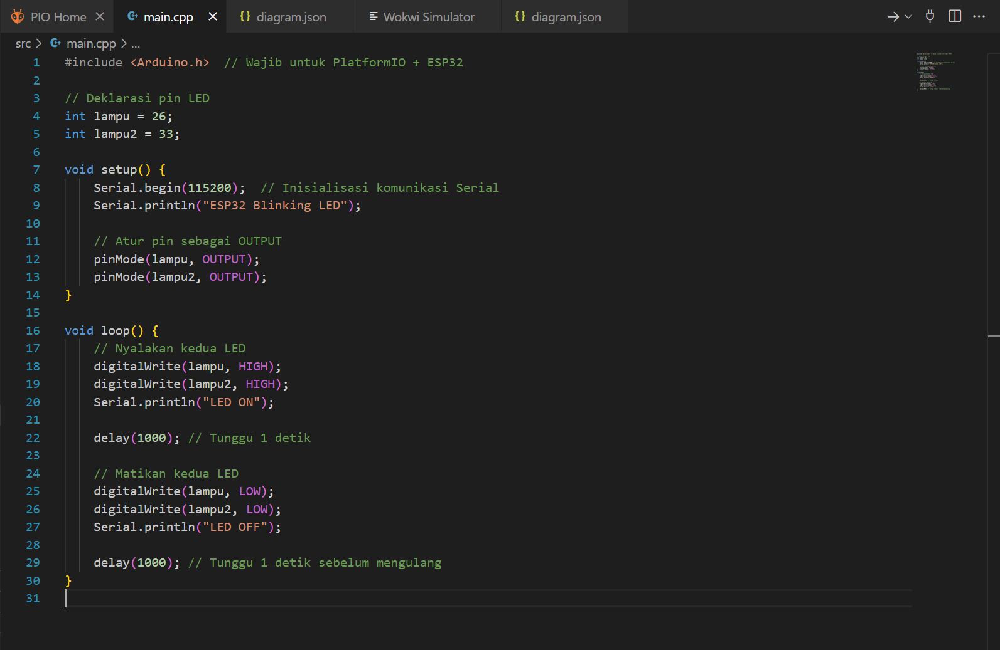 PIO Home
main.cpp
diagram.json
Wokwi Simulator
diagram.json
src > main.cpp > ...
1 #include <Arduino.h>  // Wajib untuk PlatformIO + ESP32
2
3 // Deklarasi pin LED
4 int lampu = 26;
5 int lampu2 = 33;
6
7 void setup() {
8     Serial.begin(115200);  // Inisialisasi komunikasi Serial
9     Serial.println("ESP32 Blinking LED");
10
11     // Atur pin sebagai OUTPUT
12     pinMode(lampu, OUTPUT);
13     pinMode(lampu2, OUTPUT);
14 }
15
16 void loop() {
17     // Nyalakan kedua LED
18     digitalWrite(lampu, HIGH);
19     digitalWrite(lampu2, HIGH);
20     Serial.println("LED ON");
21
22     delay(1000); // Tunggu 1 detik
23
24     // Matikan kedua LED
25     digitalWrite(lampu, LOW);
26     digitalWrite(lampu2, LOW);
27     Serial.println("LED OFF");
28
29     delay(1000); // Tunggu 1 detik sebelum mengulang
30 }
31